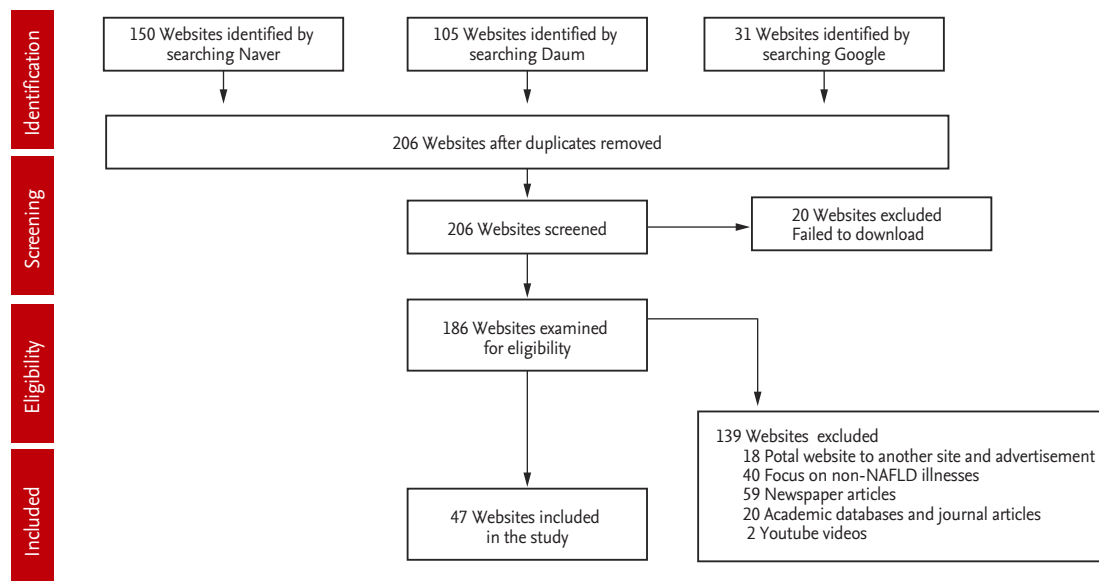 Identification
150 Websites identified by
searching Naver
105 Websites identified by
searching Daum
31 Websites identified by
searching Google
206 Websites after duplicates removed
Screening
206 Websites screened
20 Websites excluded
Failed to download
Eligibility
186 Websites examined
for eligibility
139 Websites excluded
18 Potal website to another site and advertisement
40 Focus on non-NAFLD illnesses
59 Newspaper articles
20 Academic databases and journal articles
2 Youtube videos
Included
47 Websites included
in the study